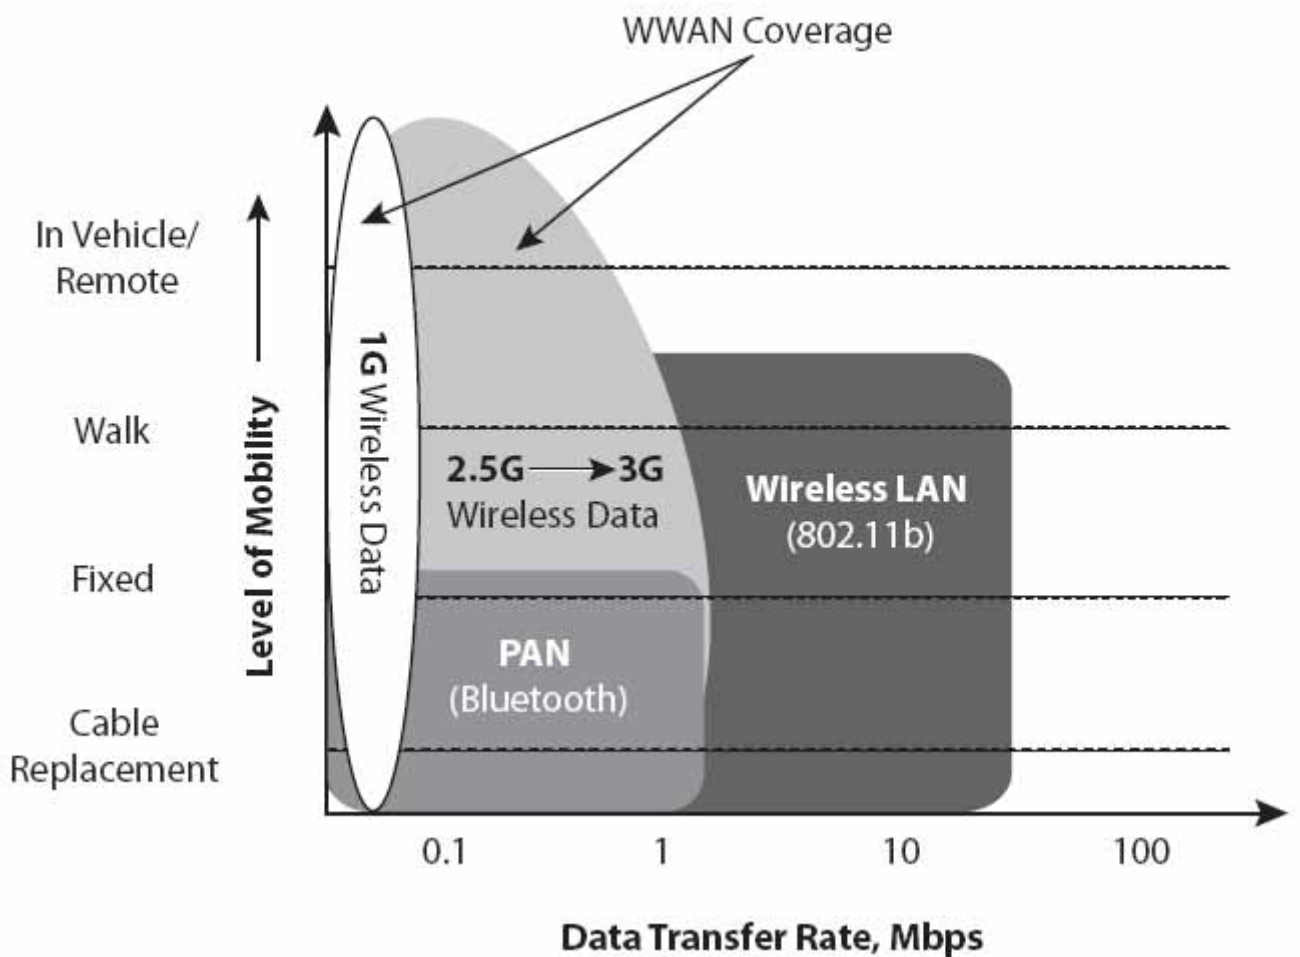 WWAN Coverage
In Vehicle/
Remote
Walk
Fixed
Cable
Replacement
Level of Mobility
1G Wireless Data
2.5G 3G
Wireless Data
Wireless LAN
(802.11b)
PAN
(Bluetooth)
0.1 1 10 100
Data Transfer Rate, Mbps